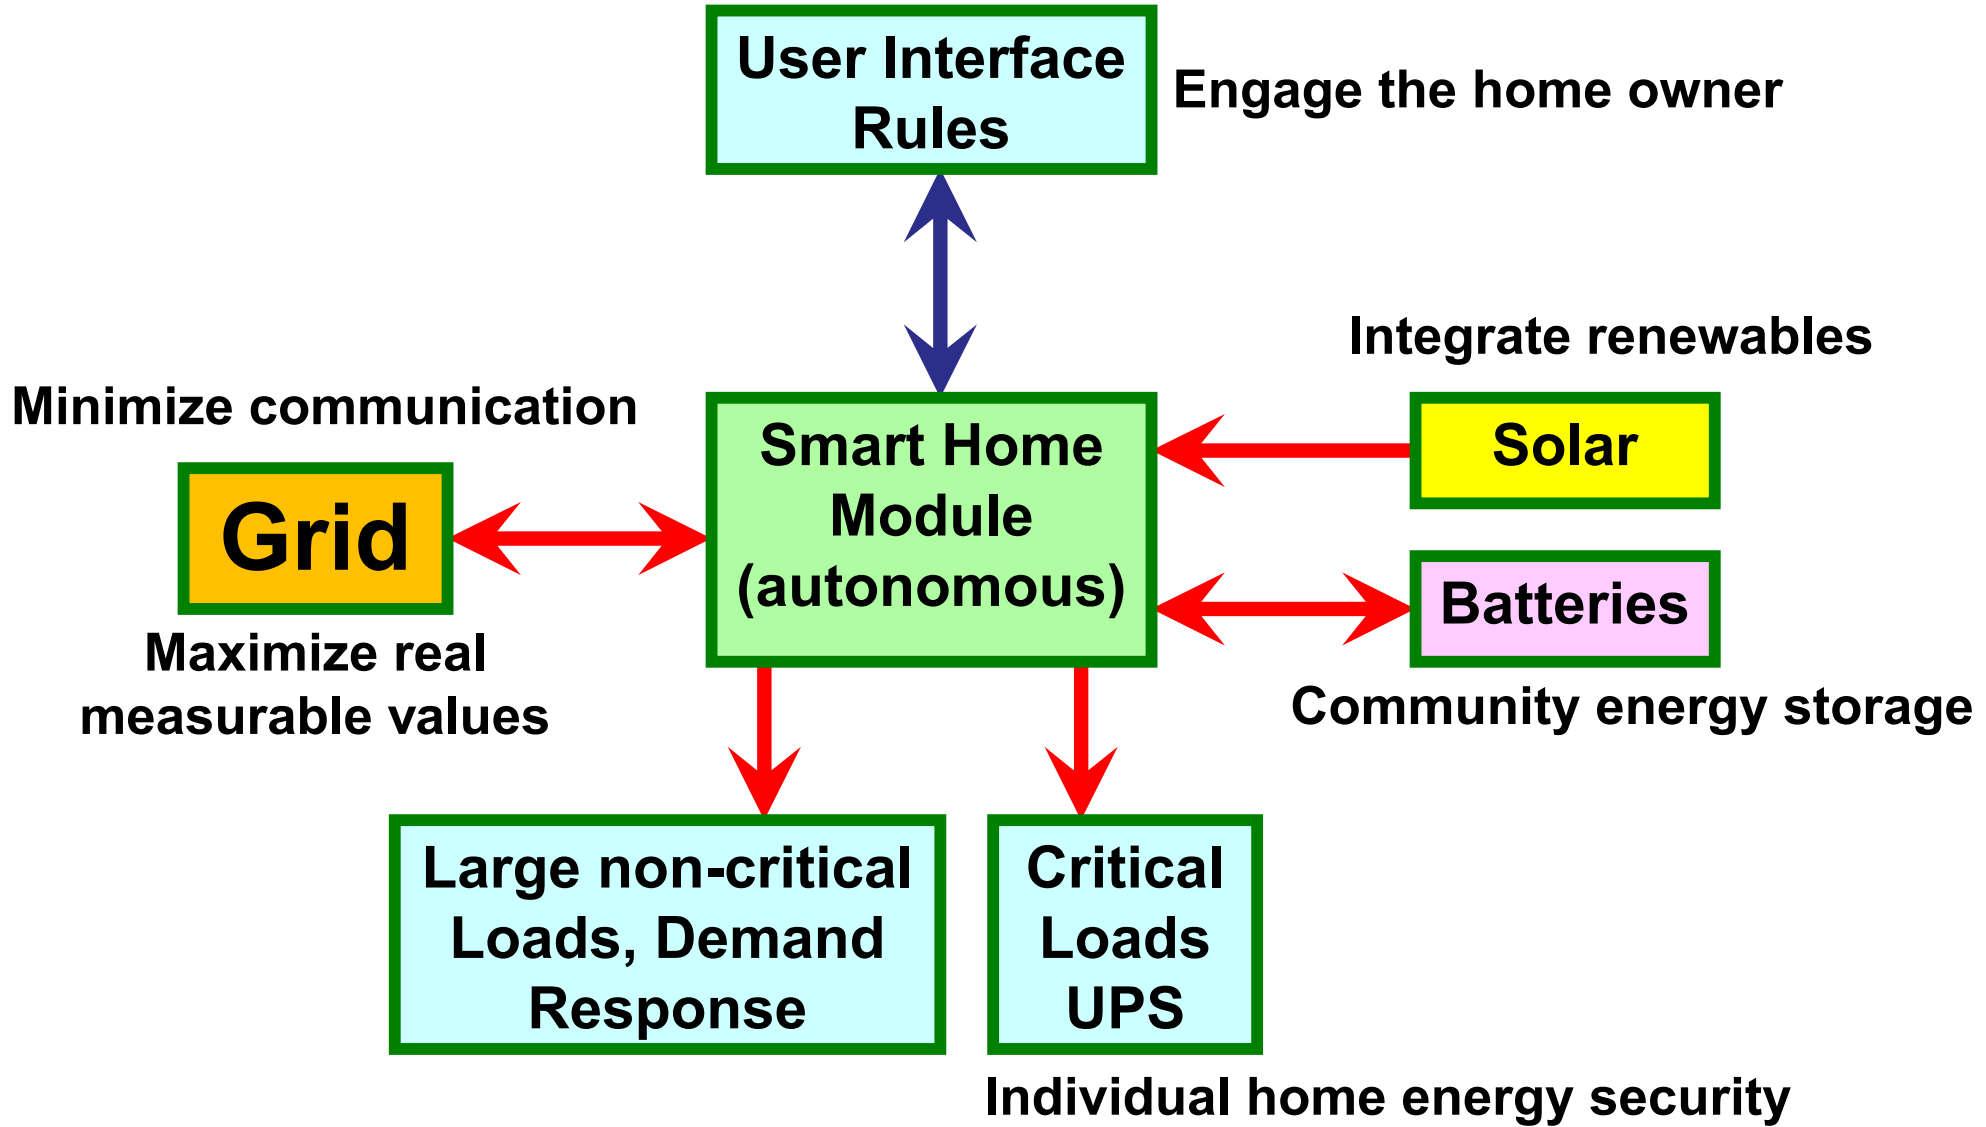 User Interface
Rules
Engage the home owner
Integrate renewables
Minimize communication
Smart Home
Module
(autonomous)
Solar
Grid
Batteries
Maximize real
measurable values
Community energy storage
Large non-critical
Loads, Demand
Response
Critical
Loads
UPS
Individual home energy security